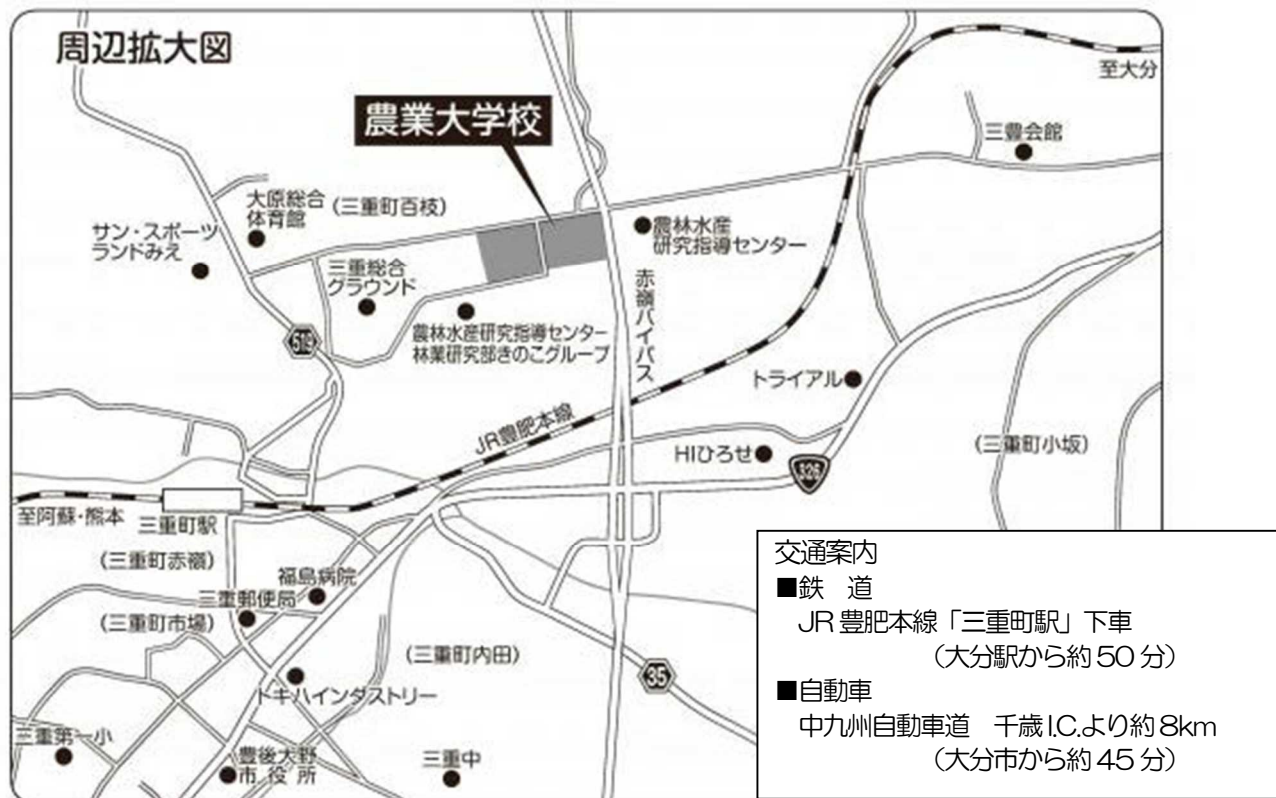 周辺拡大図
至大分
農業大学校
三豊会館
大原総合
体育館
(三重町百枝)
サン・スポーツ
ランドみえ
農林水産
研究指導センター
三重総合
グラウンド
赤嶺バイパス
519
農林水産研究指導センター
林業研究部きのこグループ
トライアル
JR豊肥本線
HIひろせ
326
(三重町小坂)
至阿蘇・熊本
三重町駅
(三重町赤嶺)
福島病院
三重郵便局
(三重町市場)
(三重町内田)
35
トキハインダストリー
三重第一小
豊後大野
市役所
三重中
交通案内
■鉄 道
JR豊肥本線「三重町駅」下車
(大分駅から約50分)
■自動車
中九州自動車道 千歳I.C.より約8km
(大分市から約45分)